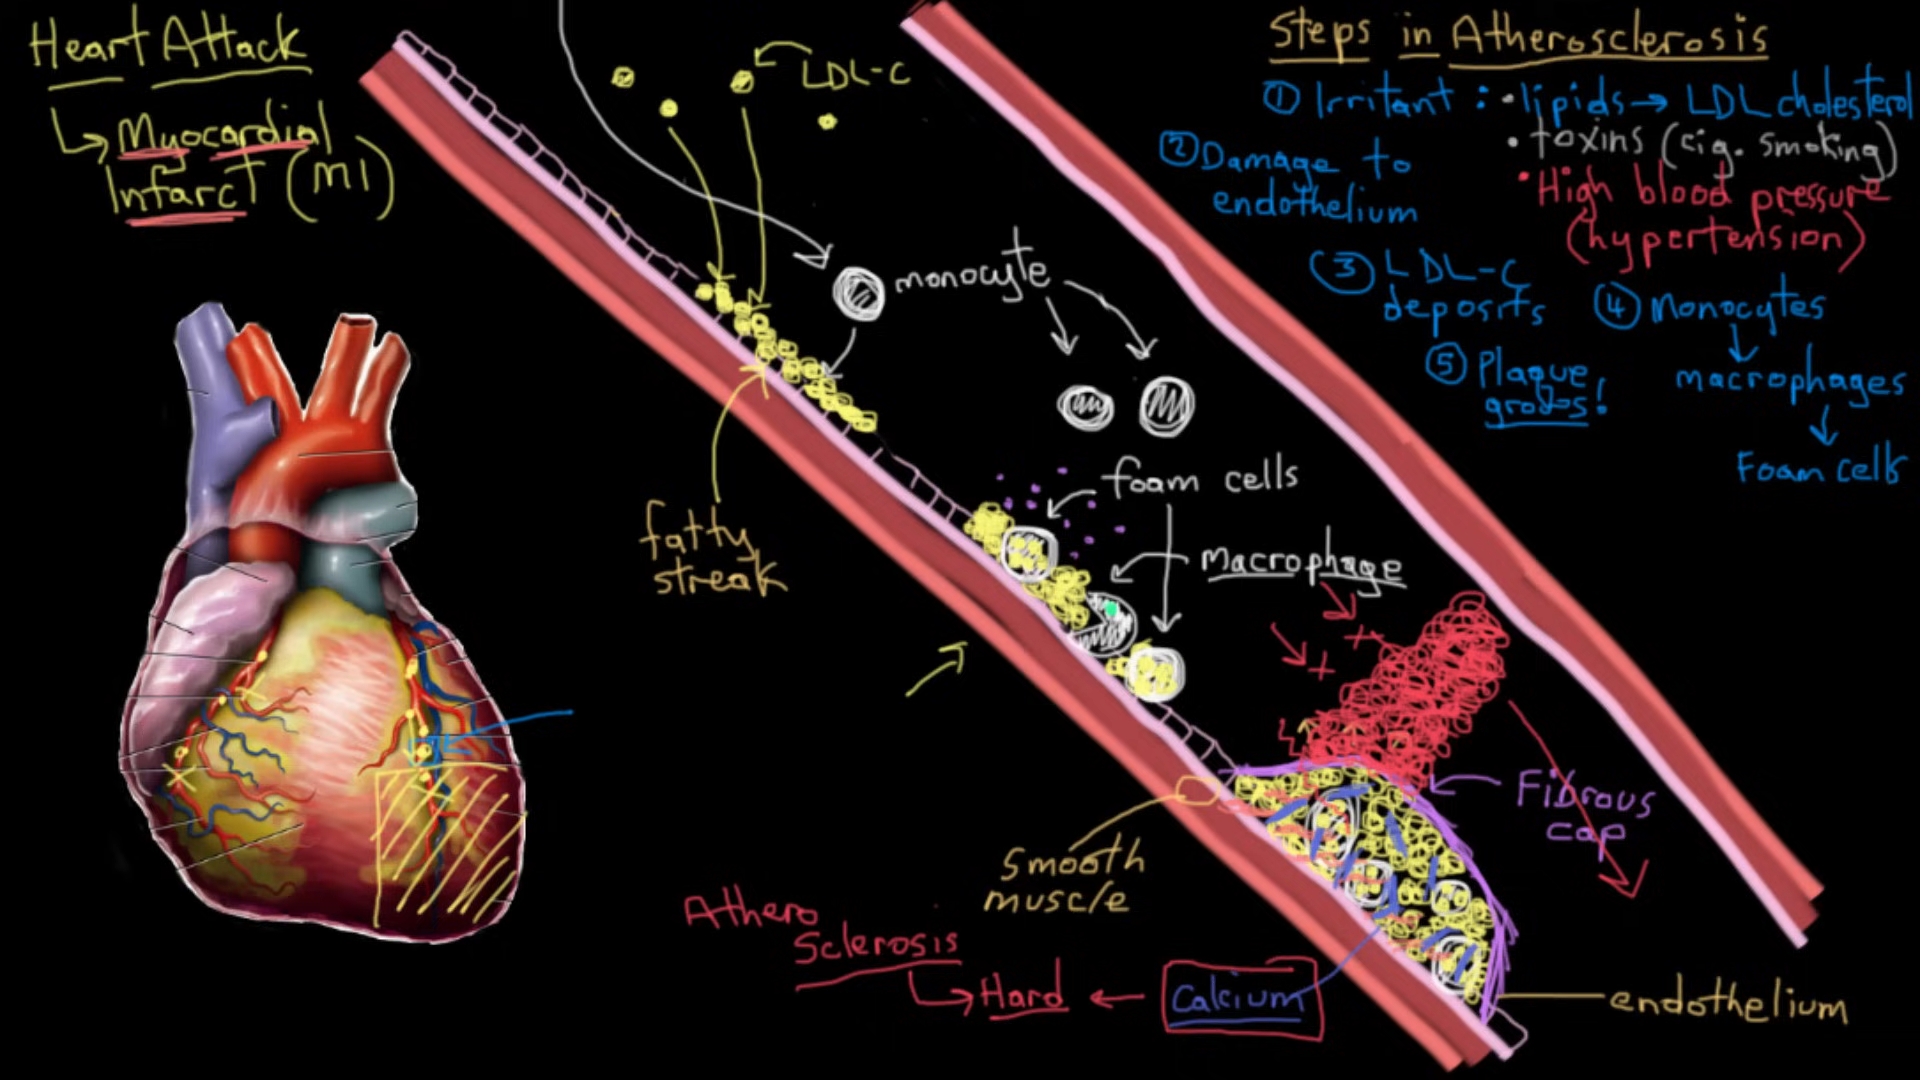 Heart Attack
↳ Myocardial
Infarct (MI)
LDL-C
monocyte
foam cells
Macrophage
fatty
streak
smooth
muscle
Athero
Sclerosis
↳ Hard ← Calcium
Fibrous
cap
endothelium
Steps in Atherosclerosis
① Irritant : • lipids → LDL cholesterol
• toxins (cig. smoking)
• High blood pressure
(hypertension)
② Damage to
endothelium
③ LDL-C
deposits
④ Monocytes
↓
macrophages
↓
Foam cells
⑤ Plaque
grows!